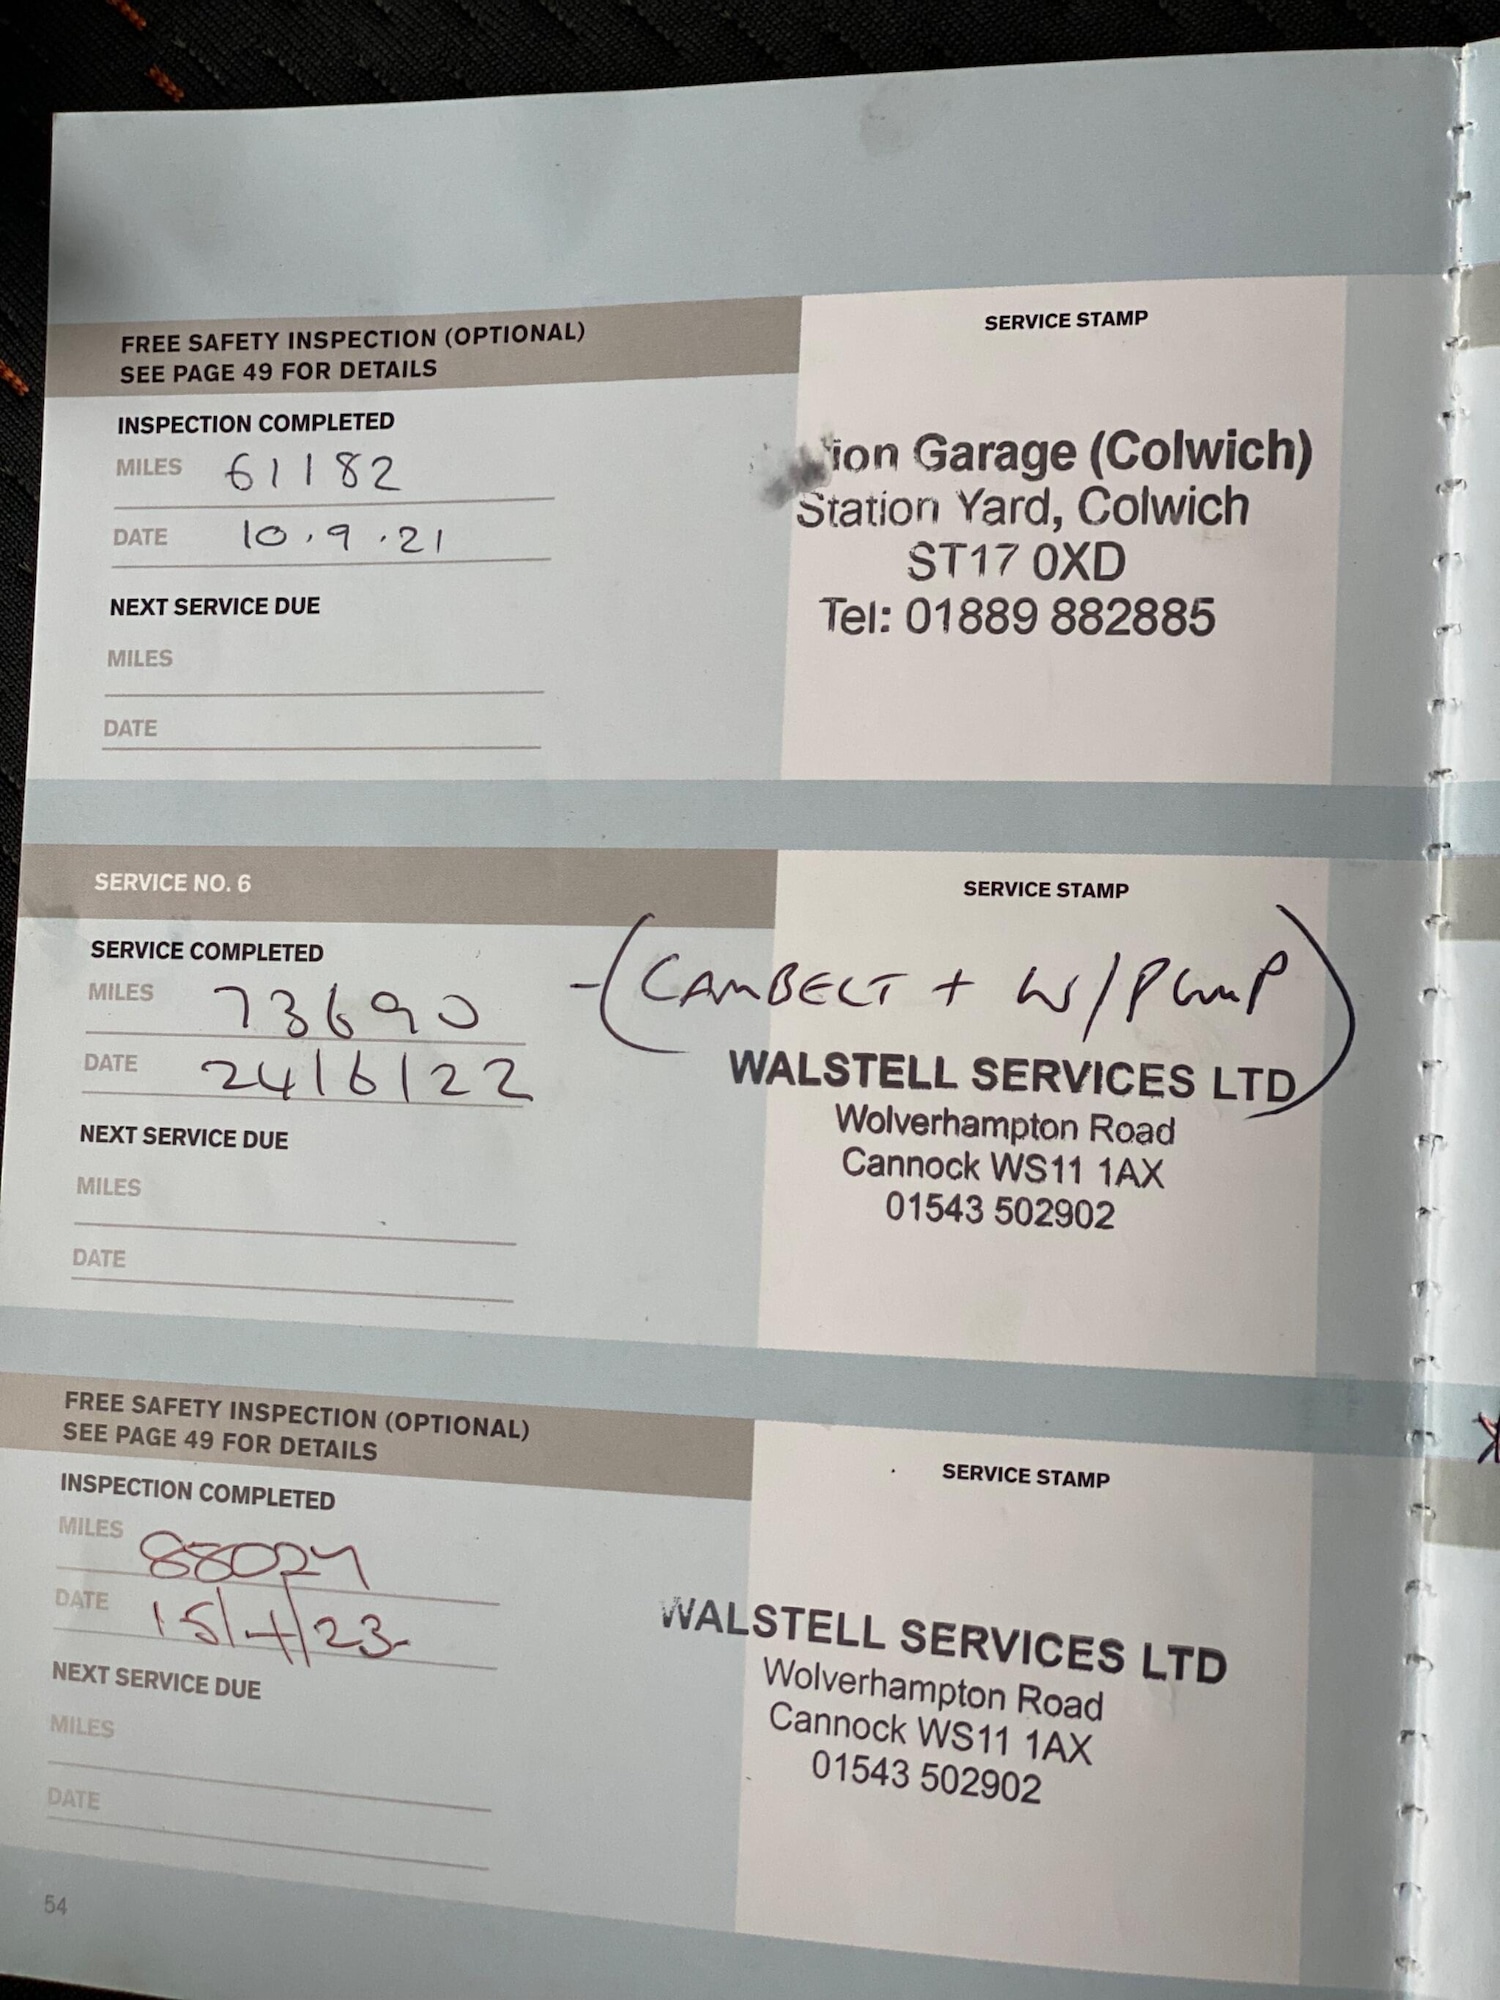 FREE SAFETY INSPECTION (OPTIONAL)
SEE PAGE 49 FOR DETAILS
INSPECTION COMPLETED
MILES 61182
DATE 10.9.21
NEXT SERVICE DUE
MILES
DATE
SERVICE STAMP
Garage (Colwich)
Station Yard, Colwich
ST17 0XD
Tel: 01889 882885
SERVICE NO. 6
SERVICE COMPLETED
MILES 73690
DATE 24/6/22
NEXT SERVICE DUE
MILES
DATE
SERVICE STAMP
-(CAMBELT + W/PUMP)
WALSTELL SERVICES LTD
Wolverhampton Road
Cannock WS11 1AX
01543 502902
FREE SAFETY INSPECTION (OPTIONAL)
SEE PAGE 49 FOR DETAILS
INSPECTION COMPLETED
MILES
DATE 15/4/23
NEXT SERVICE DUE
MILES
DATE
SERVICE STAMP
WALSTELL SERVICES LTD
Wolverhampton Road
Cannock WS11 1AX
01543 502902
54